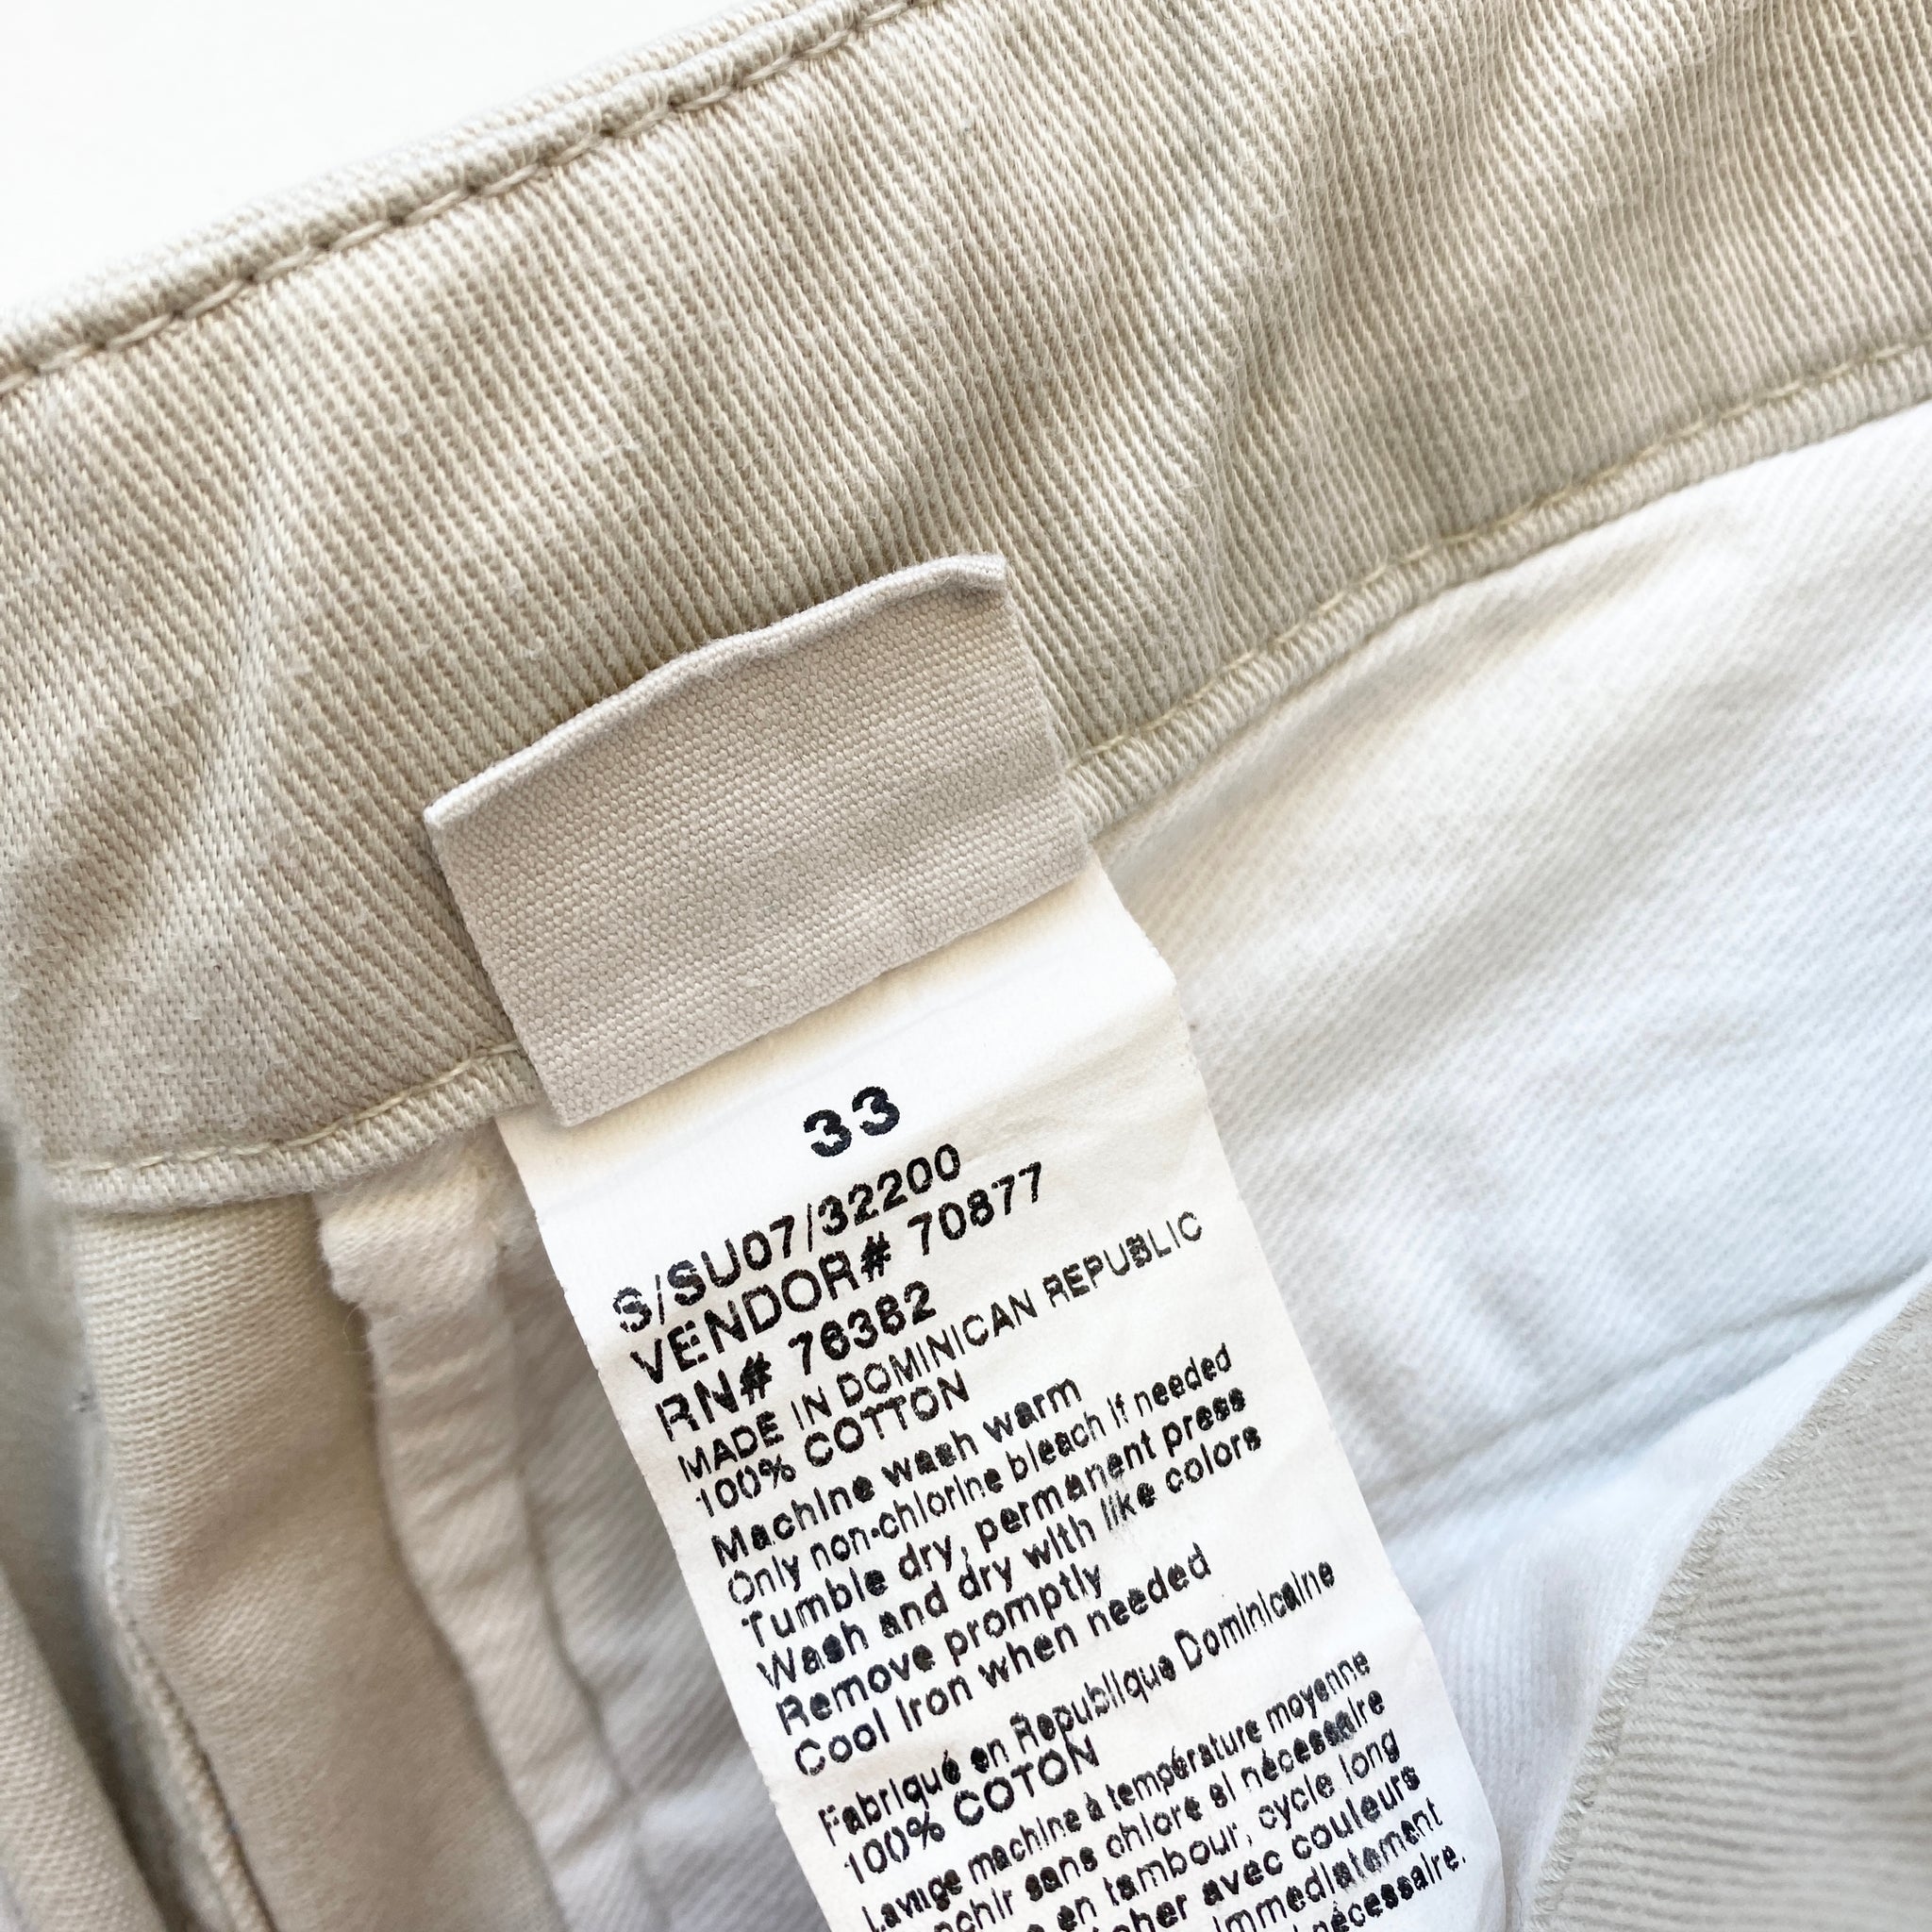 33
S/SU07/32200
VENDOR# 70877
RN# 76382
MADE IN DOMINICAN REPUBLIC
100% COTTON
Machine wash warm
Only non-chlorine bleach if needed
Tumble dry, permanent press
Wash and dry with like colors
Remove promptly
Cool Iron when needed
Fabriqué en Republique Dominicaine
100% COTON
Lavage machine à température moyenne
sans chlore si nécessaire
en tambour, cycle long
avec couleurs
immediatement
nécessaire.